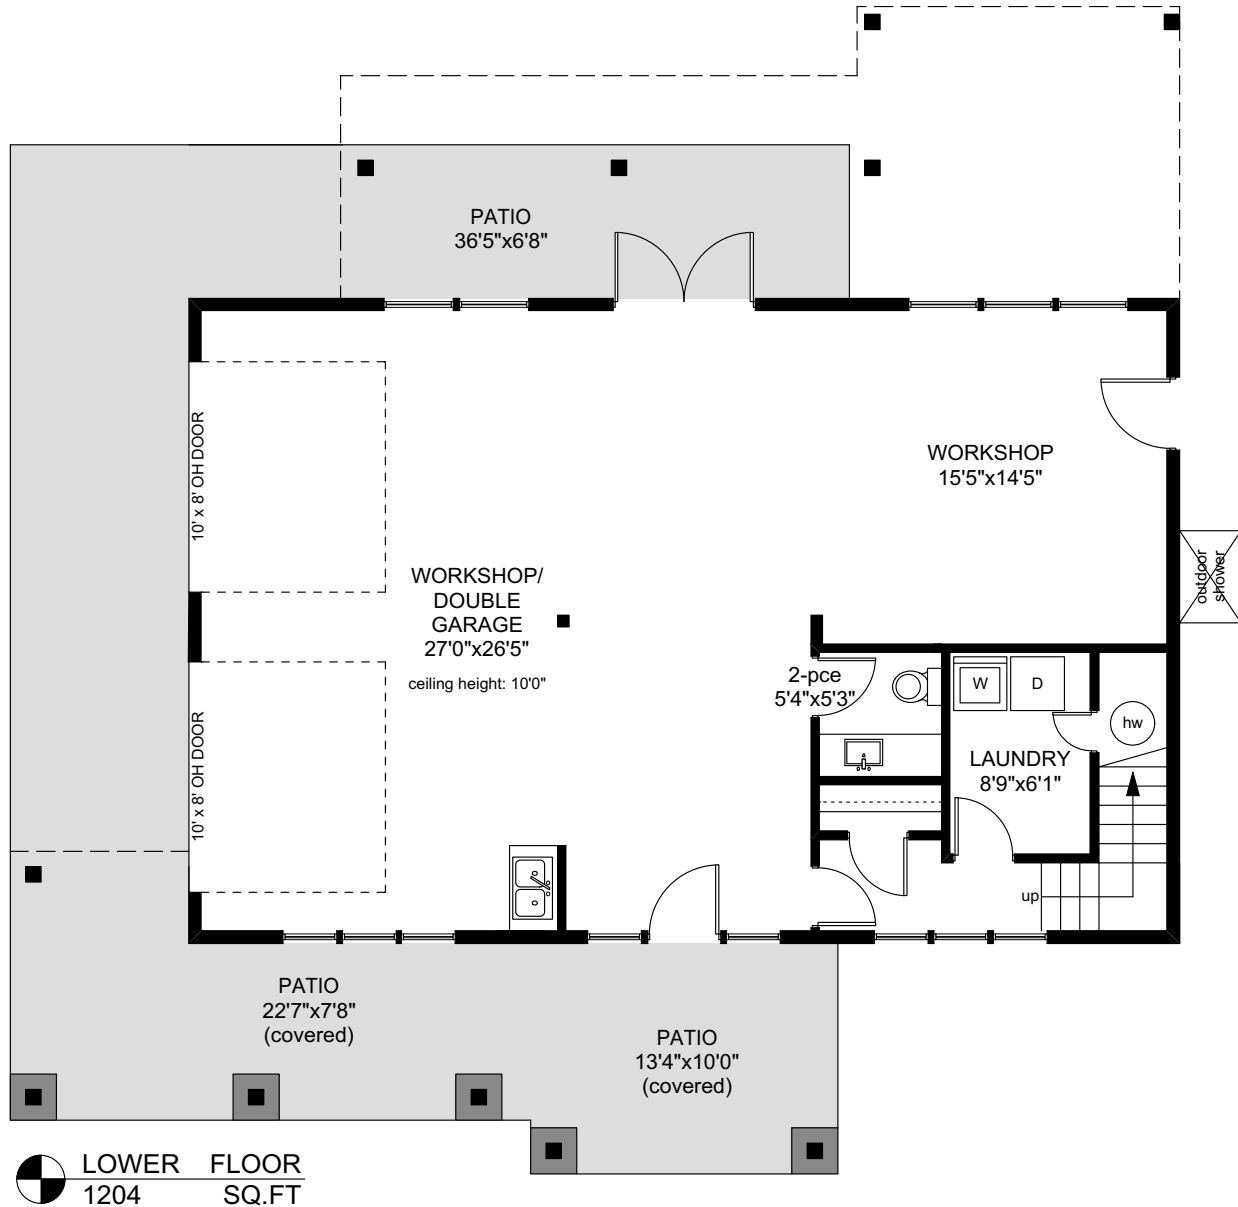 PATIO
36'5"x6'8"
10' x 8' OH DOOR
WORKSHOP
15'5"x14'5"
outdoor
shower
WORKSHOP/
DOUBLE
GARAGE
27'0"x26'5"
ceiling height: 10'0"
2-pce
5'4"x5'3"
W
D
hw
LAUNDRY
8'9"x6'1"
10' x 8' OH DOOR
up
PATIO
22'7"x7'8"
(covered)
PATIO
13'4"x10'0"
(covered)
LOWER FLOOR
1204 SQ.FT